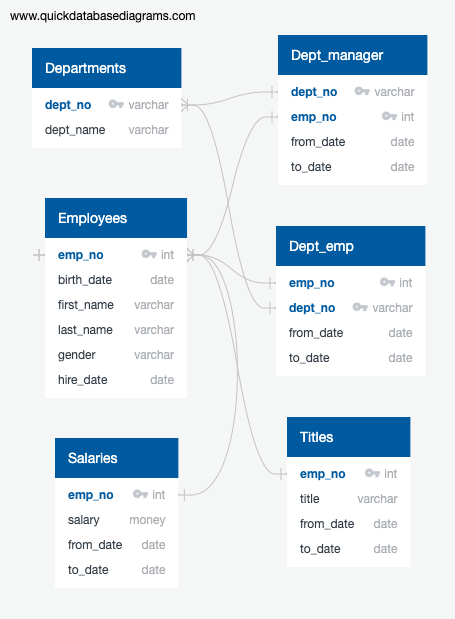 www.quickdatabasediagrams.com
Departments
dept_no varchar
dept_name varchar
Dept_manager
dept_no varchar
emp_no int
from_date date
to_date date
Employees
emp_no int
birth_date date
first_name varchar
last_name varchar
gender varchar
hire_date date
Dept_emp
emp_no int
dept_no varchar
from_date date
to_date date
Salaries
emp_no int
salary money
from_date date
to_date date
Titles
emp_no int
title varchar
from_date date
to_date date